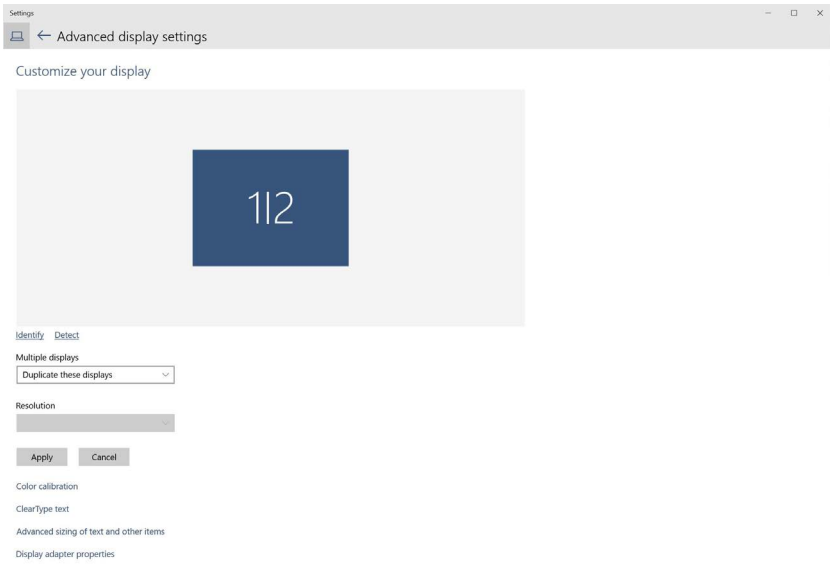 Settings
Advanced display settings
Customize your display
1|2
Identify Detect
Multiple displays
Duplicate these displays
Resolution
Apply Cancel
Color calibration
ClearType text
Advanced sizing of text and other items
Display adapter properties